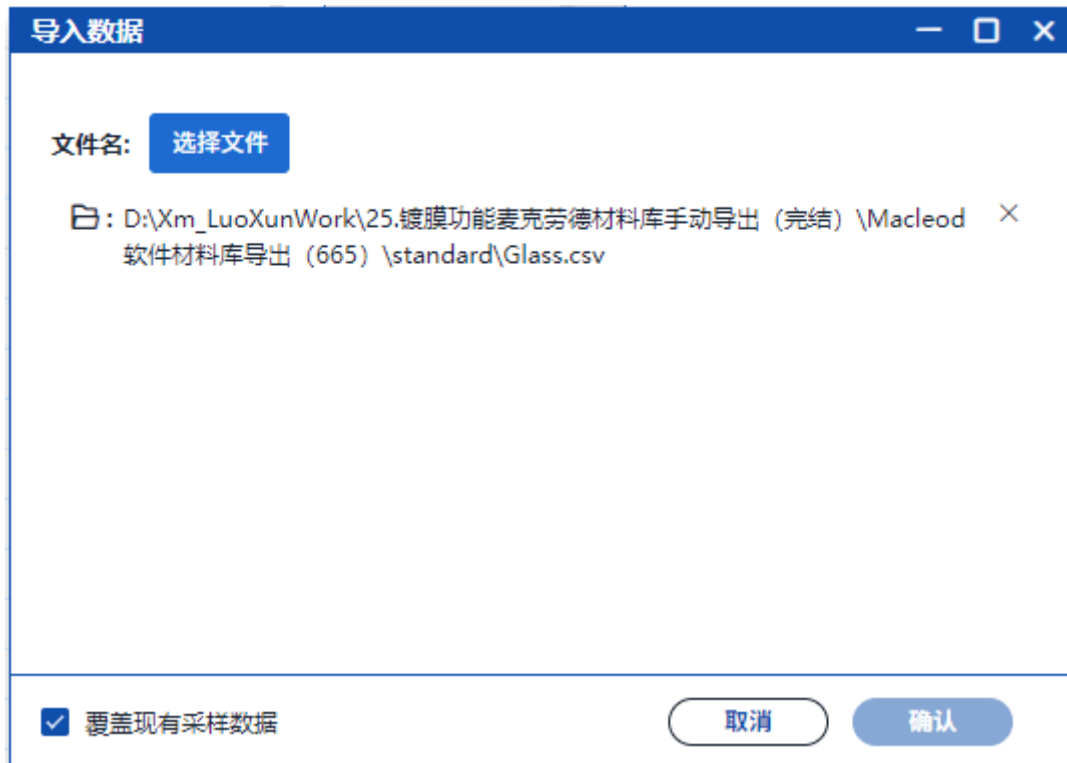 导入数据
文件名: 选择文件
: D:\Xm_LuoXunWork\25.镀膜功能麦克劳德材料库手动导出（完结）\Macleod
软件材料库导出（665）\standard\Glass.csv
覆盖现有采样数据 取消 确认